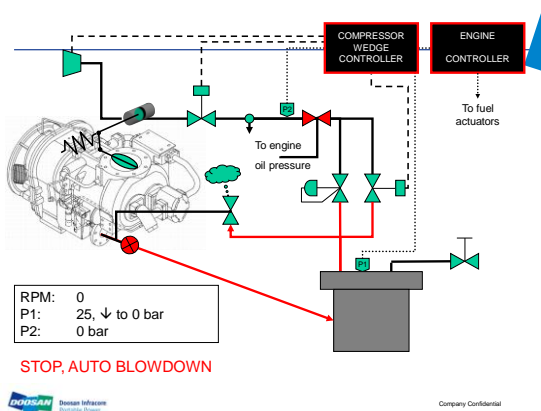 COMPRESSOR
WEDGE
CONTROLLER
ENGINE
CONTROLLER
P2
To fuel
actuators
To engine
oil pressure
P1
RPM: 0
P1: 25, ↓ to 0 bar
P2: 0 bar
STOP, AUTO BLOWDOWN
DOOSAN Doosan Infracore
Portable Power
Company Confidential